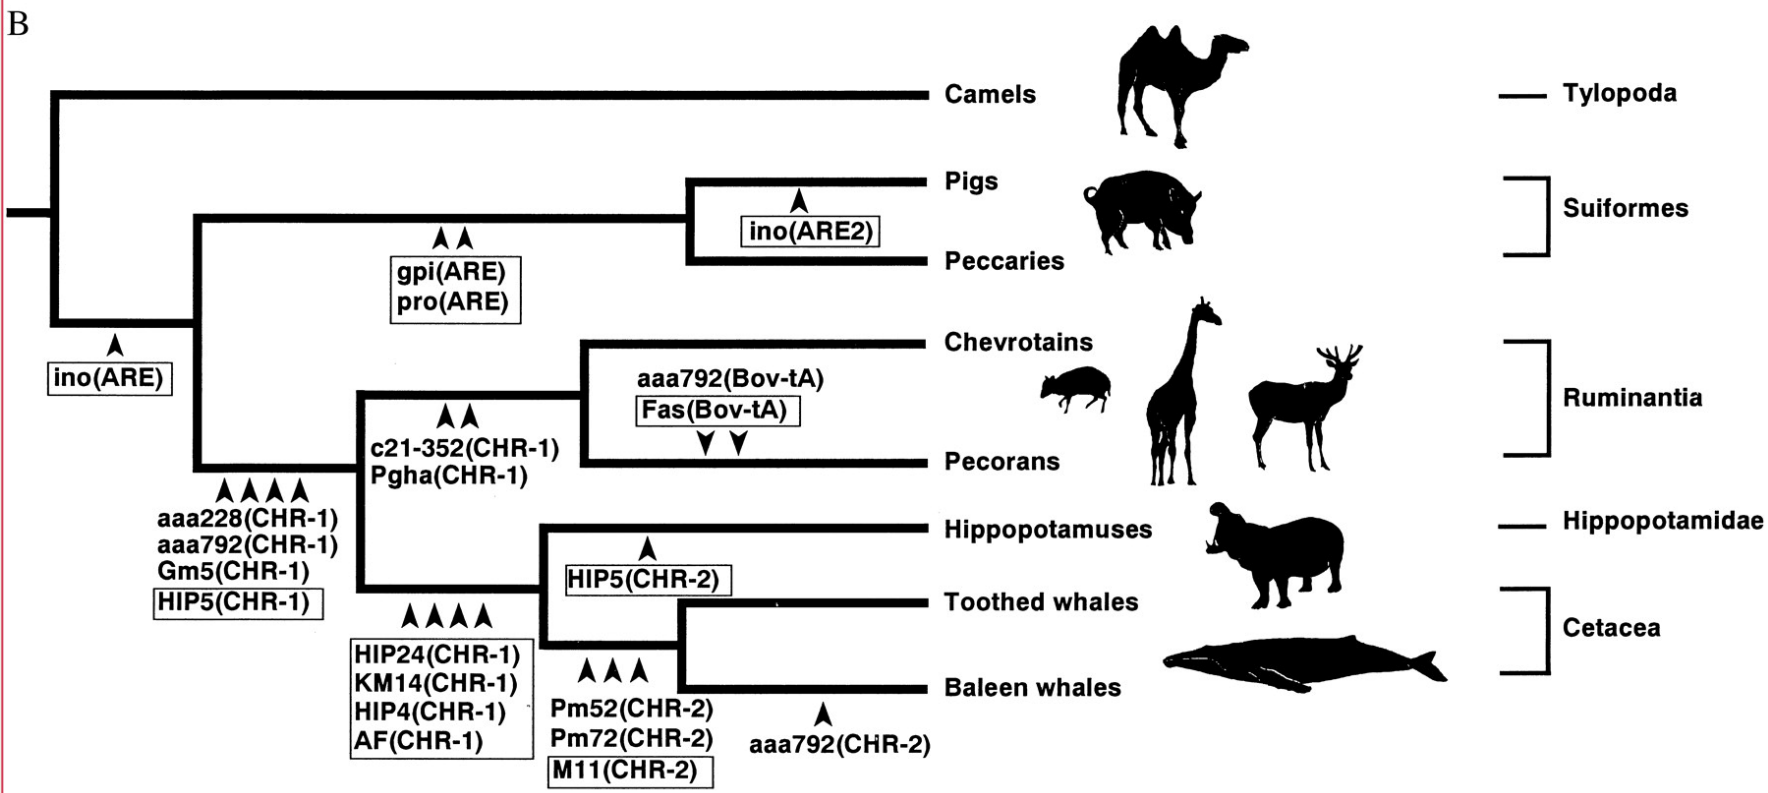 B
Camels
Tylopoda
Pigs
ino(ARE2)
Peccaries
Suiformes
gpi(ARE)
pro(ARE)
ino(ARE)
Chevrotains
aaa792(Bov-tA)
Fas(Bov-tA)
Pecorans
Ruminantia
c21-352(CHR-1)
Pgha(CHR-1)
aaa228(CHR-1)
aaa792(CHR-1)
Gm5(CHR-1)
HIP5(CHR-1)
Hippopotamuses
Hippopotamidae
HIP5(CHR-2)
Toothed whales
Cetacea
HIP24(CHR-1)
KM14(CHR-1)
HIP4(CHR-1)
AF(CHR-1)
Baleen whales
Pm52(CHR-2)
Pm72(CHR-2)
M11(CHR-2)
aaa792(CHR-2)